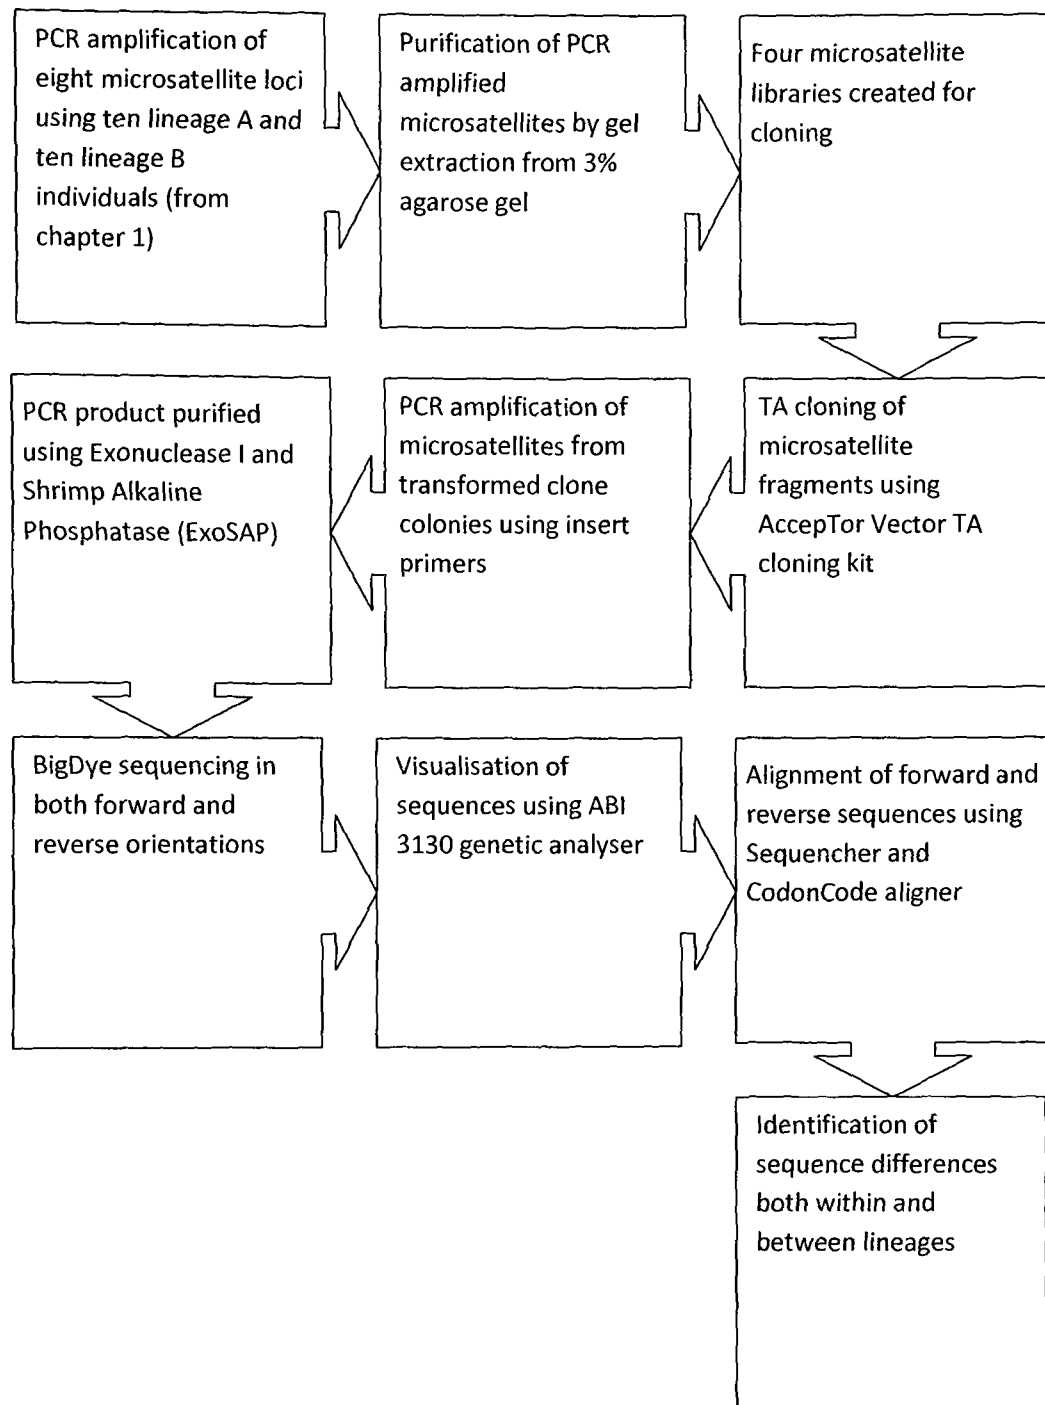 PCR amplification of
eight microsatellite loci
using ten lineage A and
ten lineage B
individuals (from
chapter 1)
Purification of PCR
amplified
microsatellites by gel
extraction from 3%
agarose gel
Four microsatellite
libraries created for
cloning
TA cloning of
microsatellite
fragments using
AccepTor Vector TA
cloning kit
PCR amplification of
microsatellites from
transformed clone
colonies using insert
primers
PCR product purified
using Exonuclease I and
Shrimp Alkaline
Phosphatase (ExoSAP)
BigDye sequencing in
both forward and
reverse orientations
Visualisation of
sequences using ABI
3130 genetic analyser
Alignment of forward and
reverse sequences using
Sequencher and
CodonCode aligner
Identification of
sequence differences
both within and
between lineages